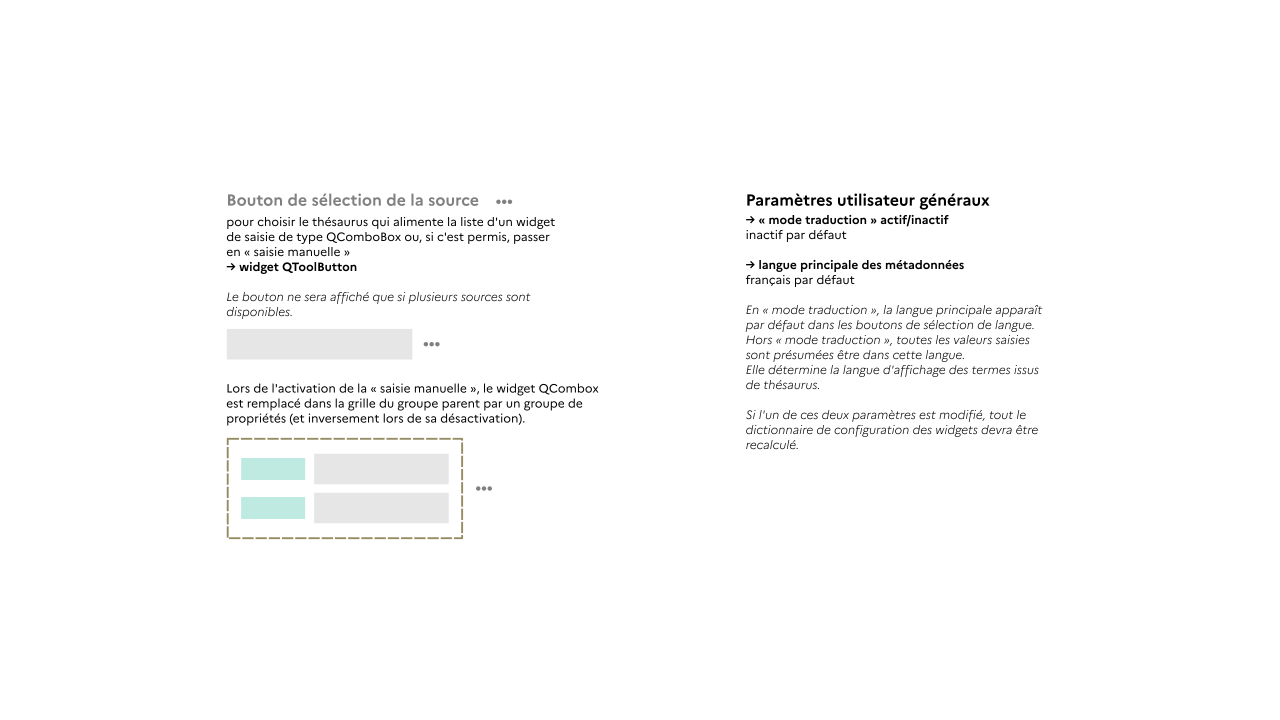 Bouton de sélection de la source •••
pour choisir le thésaurus qui alimente la liste d'un widget
de saisie de type QComboBox ou, si c'est permis, passer
en « saisie manuelle »
→ widget QToolButton
Le bouton ne sera affiché que si plusieurs sources sont
disponibles.
•••
Lors de l'activation de la « saisie manuelle », le widget QCombox
est remplacé dans la grille du groupe parent par un groupe de
propriétés (et inversement lors de sa désactivation).
•••
Paramètres utilisateur généraux
→ « mode traduction » actif/inactif
inactif par défaut
→ langue principale des métadonnées
français par défaut
En « mode traduction », la langue principale apparaît
par défaut dans les boutons de sélection de langue.
Hors « mode traduction », toutes les valeurs saisies
sont présumées être dans cette langue.
Elle détermine la langue d'affichage des termes issus
de thésaurus.
Si l'un de ces deux paramètres est modifié, tout le
dictionnaire de configuration des widgets devra être
recalculé.